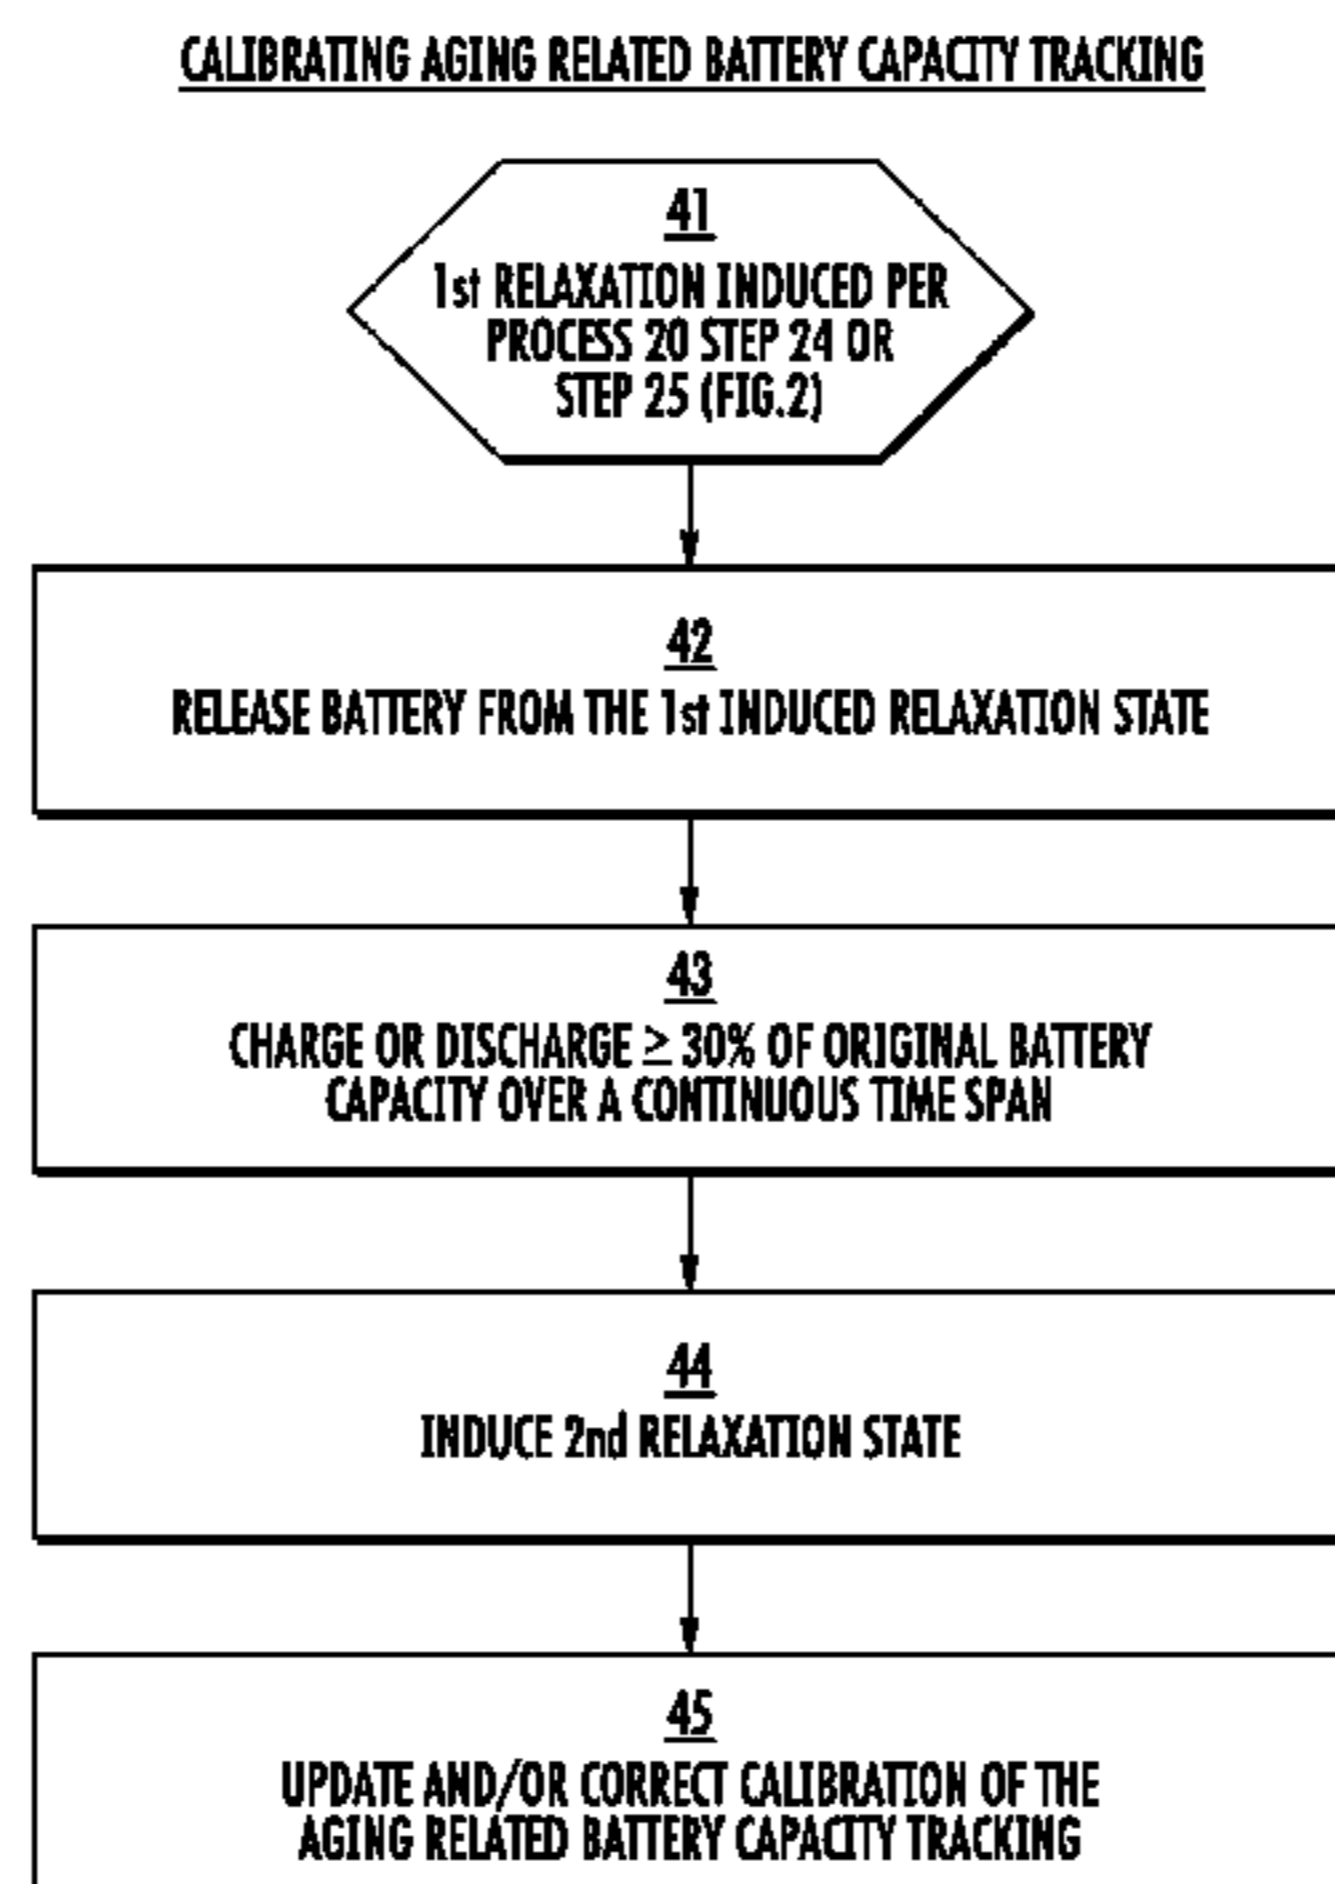 CALIBRATING AGING RELATED BATTERY CAPACITY TRACKING
41
1st RELAXATION INDUCED PER
PROCESS 20 STEP 24 OR
STEP 25 (FIG.2)
42
RELEASE BATTERY FROM THE 1st INDUCED RELAXATION STATE
43
CHARGE OR DISCHARGE ≥ 30% OF ORIGINAL BATTERY
CAPACITY OVER A CONTINUOUS TIME SPAN
44
INDUCE 2nd RELAXATION STATE
45
UPDATE AND/OR CORRECT CALIBRATION OF THE
AGING RELATED BATTERY CAPACITY TRACKING